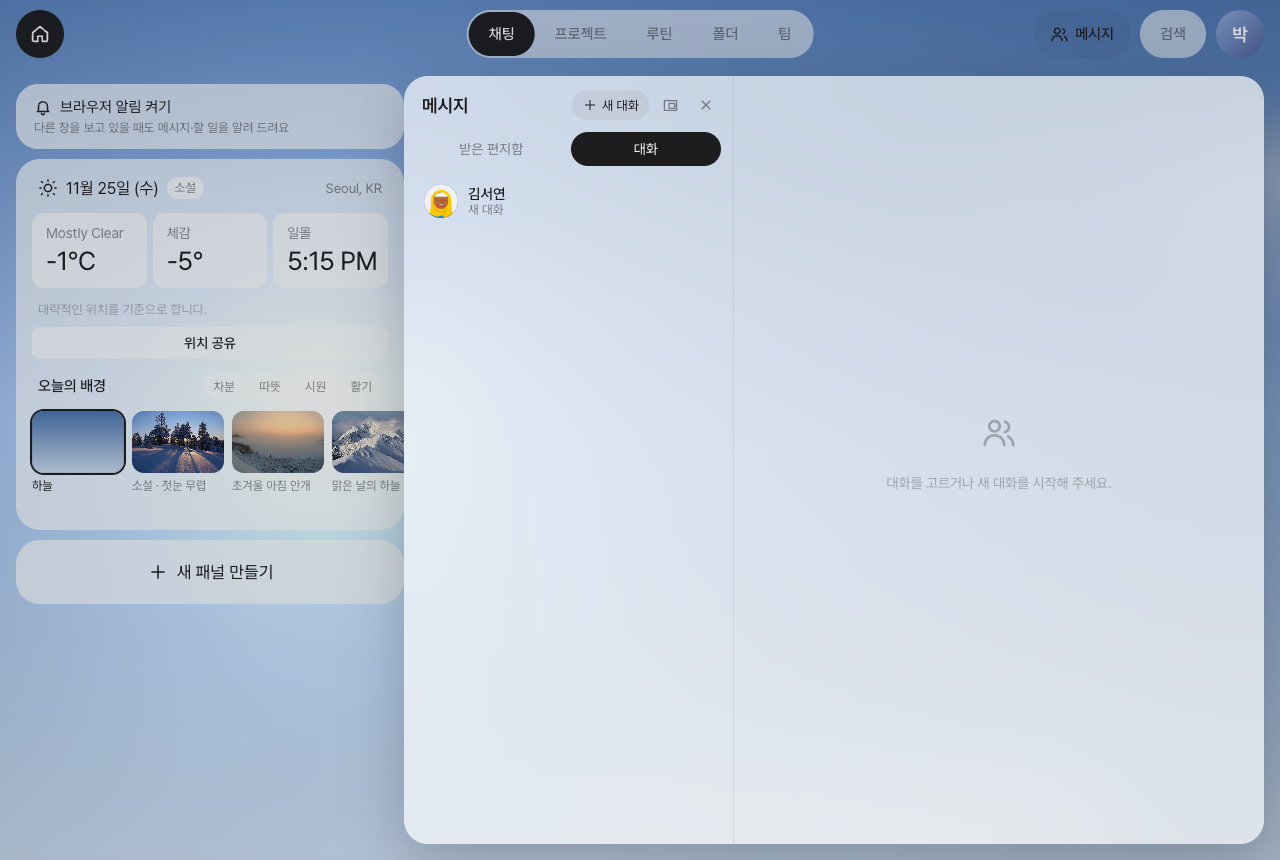 채팅
프로젝트
루틴
폴더
팀
메시지
검색
박
브라우저 알림 켜기
다른 창을 보고 있을 때도 메시지·할 일을 알려 드려요
11월 25일 (수)
소설
Seoul, KR
Mostly Clear
-1°C
체감
-5°
일몰
5:15 PM
대략적인 위치를 기준으로 합니다.
위치 공유
오늘의 배경
차분
따뜻
시원
활기
하늘
소설 · 첫눈 무렵
초겨울 아침 안개
맑은 날의 하늘
새 패널 만들기
메시지
새 대화
받은 편지함
대화
김서연
새 대화
대화를 고르거나 새 대화를 시작해 주세요.